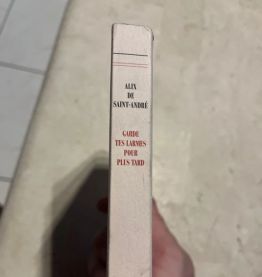 ALIX
DE
SAINT-ANDRÉ
GARDE
TES LARMES
POUR
PLUS TARD